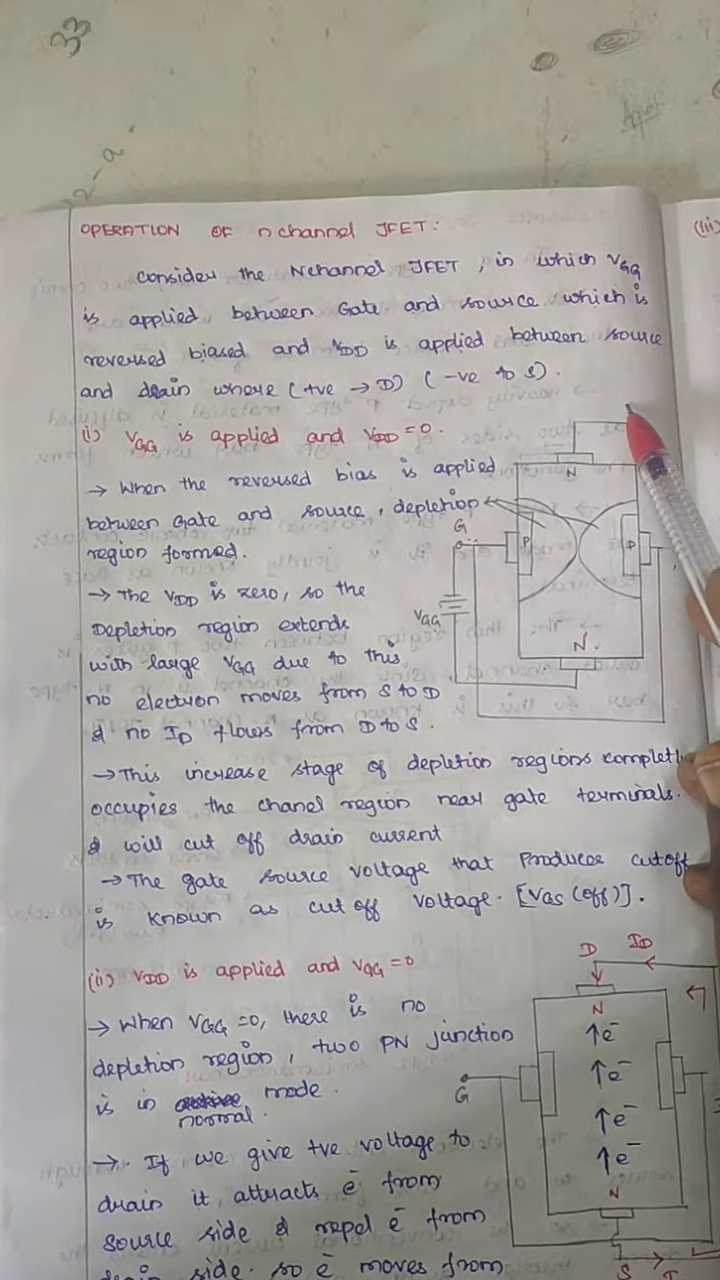 33
2-a.
OPERATION OF n channel JFET:
Consider the Nchannel JFET, in which VGG
is applied, between Gate and source which is
reversed biased and VDD is applied between source
and drain where (+ve → D) (-ve to S).
(i) VGG is applied and VDD=0.
→ When the reversed bias is applied
between Gate and source, depletion
region formed.
→ The VDD is zero, so the
Depletion region extends
with large VGG due to this
no electron moves from S to D
& no ID flows from D to S.
N
G
P
P
VGG
N.
→ This increase stage of depletion regions completly
occupies the chanel region near gate terminals.
& will cut off drain current
→ The gate source voltage that Produces cutoff
is known as cut off voltage. [VGS(off)].
(ii) VDD is applied and VGG=0
→ When VGG=0, there is no
depletion region, two PN junction
is in mode.
normal.
→. If we give +ve voltage to
drain it attracts e⁻ from
source side & repel e⁻ from
drain side. so e⁻ moves from
D ID
N
↑e⁻
↑e⁻
↑e⁻
↑e⁻
G
N
S
(iii)